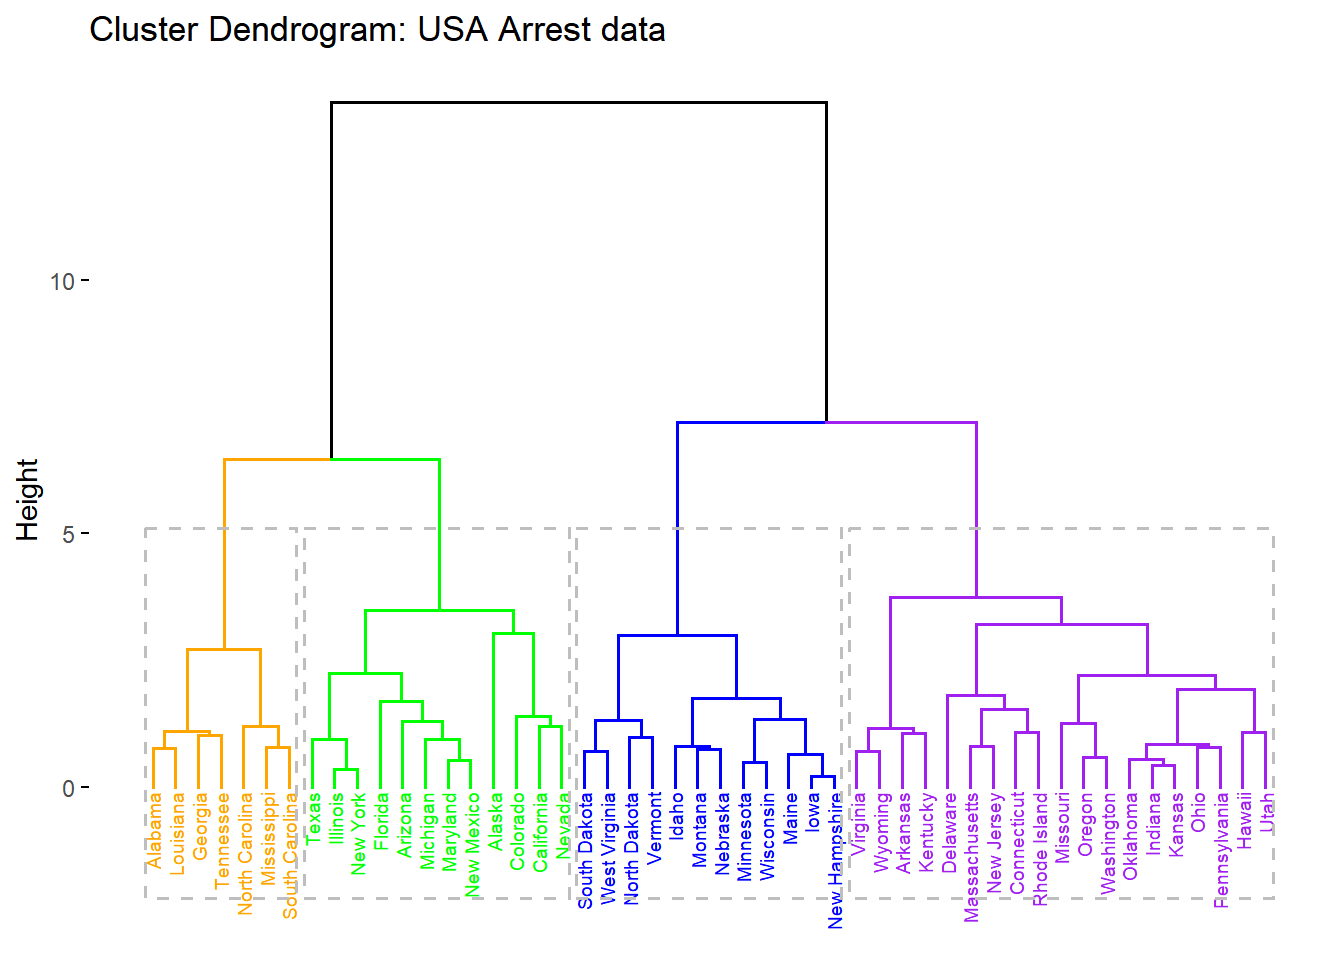 Cluster Dendrogram: USA Arrest data
Height
10
5
0
Alabama
Louisiana
Georgia
Tennessee
North Carolina
Mississippi
South Carolina
Texas
Illinois
New York
Florida
Arizona
Michigan
Maryland
New Mexico
Alaska
Colorado
California
Nevada
South Dakota
West Virginia
North Dakota
Vermont
Idaho
Montana
Nebraska
Minnesota
Wisconsin
Maine
Iowa
New Hampshire
Virginia
Wyoming
Arkansas
Kentucky
Delaware
Massachusetts
New Jersey
Connecticut
Rhode Island
Missouri
Oregon
Washington
Oklahoma
Indiana
Kansas
Ohio
Pennsylvania
Hawaii
Utah